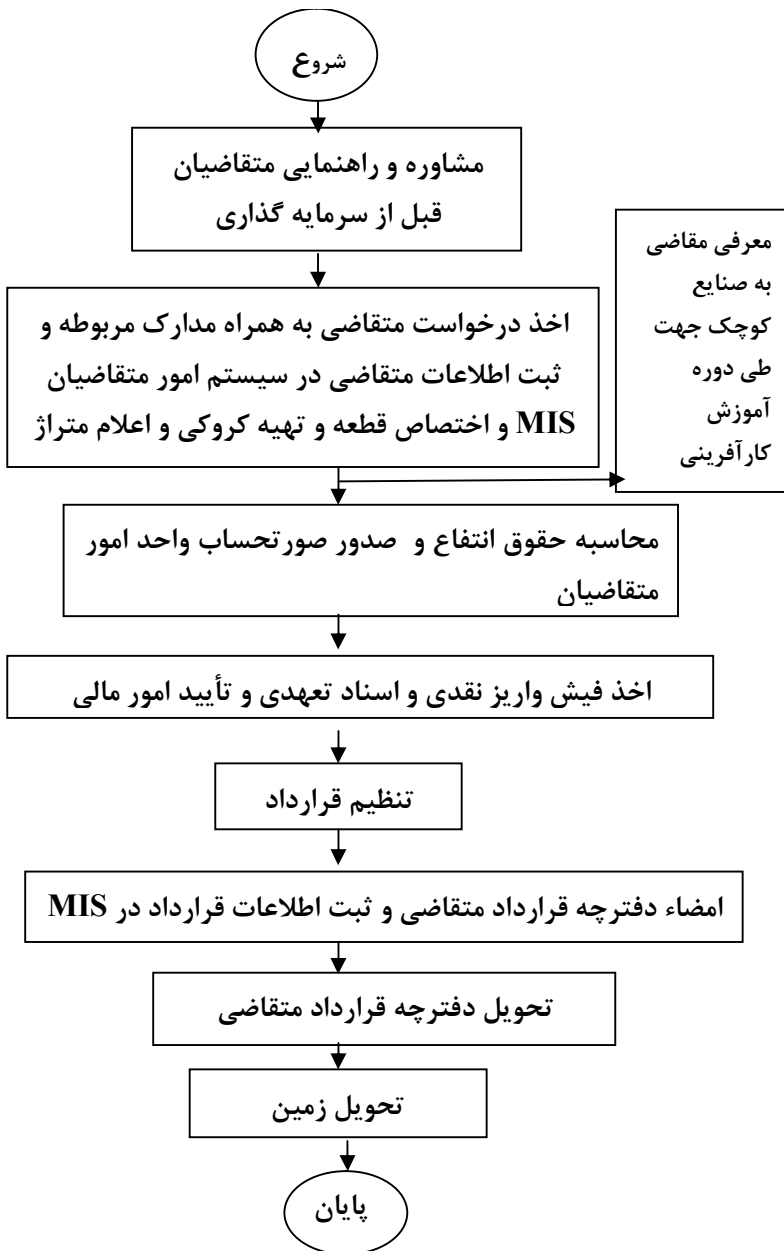 شروع
مشاوره و راهنمایی متقاضیان
قبل از سرمایه گذاری
معرفی مقاضی
به صنایع
کوچک جهت
طی دوره
آموزش
کارآفرینی
اخذ درخواست متقاضی به همراه مدارک مربوطه و
ثبت اطلاعات متقاضی در سیستم امور متقاضیان
MIS و اختصاص قطعه و تهیه کروکی و اعلام متراژ
محاسبه حقوق انتفاع و صدور صورتحساب واحد امور
متقاضیان
اخذ فیش واریز نقدی و اسناد تعهدی و تأیید امور مالی
تنظیم قرارداد
امضاء دفترچه قرارداد متقاضی و ثبت اطلاعات قرارداد در MIS
تحویل دفترچه قرارداد متقاضی
تحویل زمین
پایان